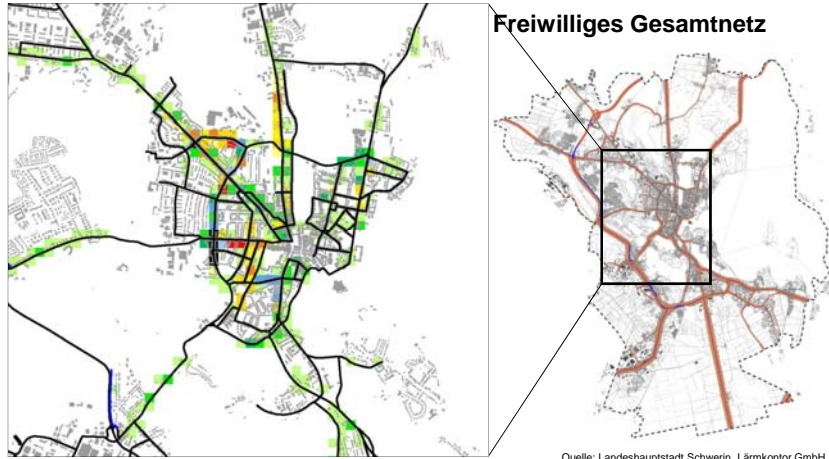 Freiwilliges Gesamtnetz
Quelle: Landeshauptstadt Schwerin, Lärmkontor GmbH